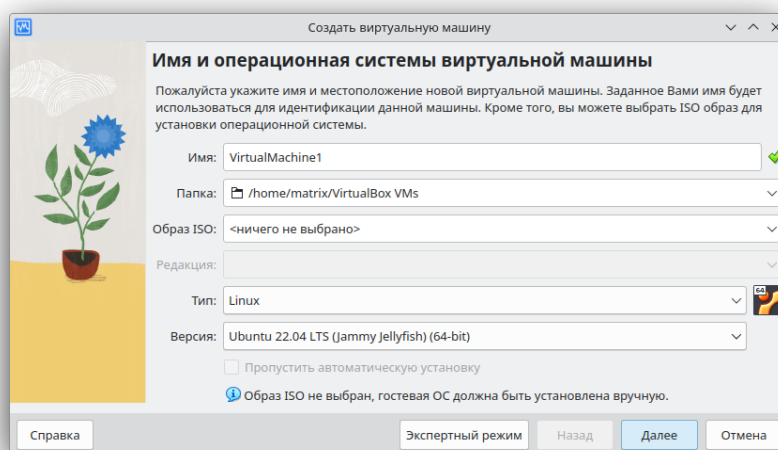 Создать виртуальную машину
Имя и операционная системы виртуальной машины
Пожалуйста укажите имя и местоположение новой виртуальной машины. Заданное Вами имя будет
использоваться для идентификации данной машины. Кроме того, вы можете выбрать ISO образ для
установки операционной системы.
Имя: VirtualMachine1
Папка: /home/matrix/VirtualBox VMs
Образ ISO: <ничего не выбрано>
Редакция:
Тип: Linux
64
Версия: Ubuntu 22.04 LTS (Jammy Jellyfish) (64-bit)
Пропустить автоматическую установку
Образ ISO не выбран, гостевая ОС должна быть установлена вручную.
Справка Экспертный режим Назад Далее Отмена